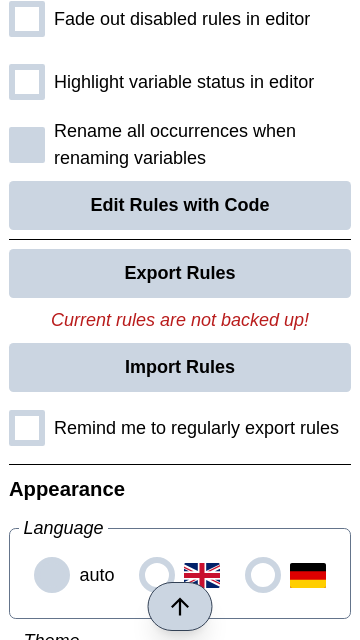 Fade out disabled rules in editor
Highlight variable status in editor
Rename all occurrences when
renaming variables
Edit Rules with Code
Export Rules
Current rules are not backed up!
Import Rules
Remind me to regularly export rules
Appearance
Language
auto
Theme